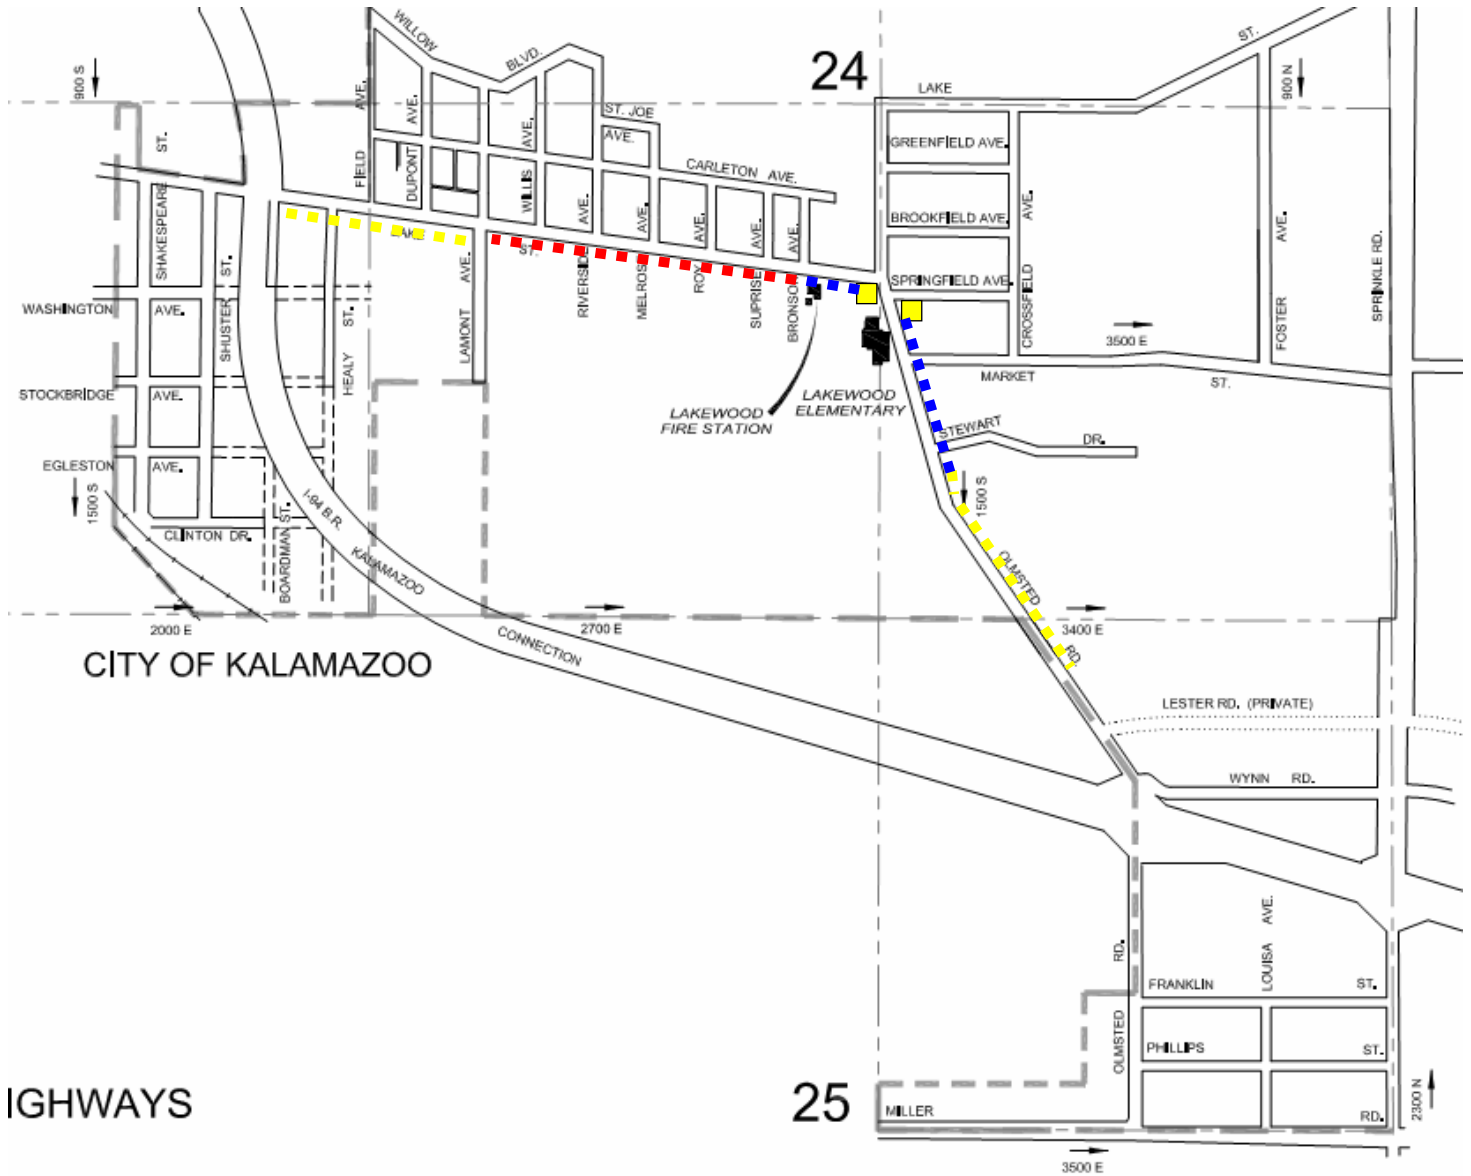 WILLOW
BLVD.
24
ST.
900 S
900 N
LAKE
AVE.
AVE.
AVE.
ST. JOE
AVE.
GREENFIELD AVE.
ST.
CARLETON AVE.
FIELD
DUPONT
WILLIS
AVE.
AVE.
AVE.
AVE.
AVE.
BROOKFIELD AVE.
AVE.
AVE.
SHAKESPEARE
LAKE
ST.
SPRINKLE RD.
SHUSTER ST.
HEALY ST.
LAMONT AVE.
RIVERSIDE
MELROS
ROY
SUPRISE
BRONSON
SPRINGFIELD AVE.
CROSSFIELD
FOSTER
WASHINGTON AVE.
3500 E
MARKET ST.
STOCKBRIDGE AVE.
LAKEWOOD
FIRE STATION
LAKEWOOD
ELEMENTARY
STEWART DR.
EGLESTON AVE.
1500 S
1500 S
I-94 B.R.
KALAMAZOO
CONNECTION
CLINTON DR.
BOARDMAN ST.
OLMSTED
RD.
2000 E
2700 E
3400 E
CITY OF KALAMAZOO
LESTER RD. (PRIVATE)
WYNN RD.
LOUISA AVE.
OLMSTED RD.
FRANKLIN ST.
PHILLIPS ST.
IGHWAYS
25
MILLER RD.
2300 N
3500 E